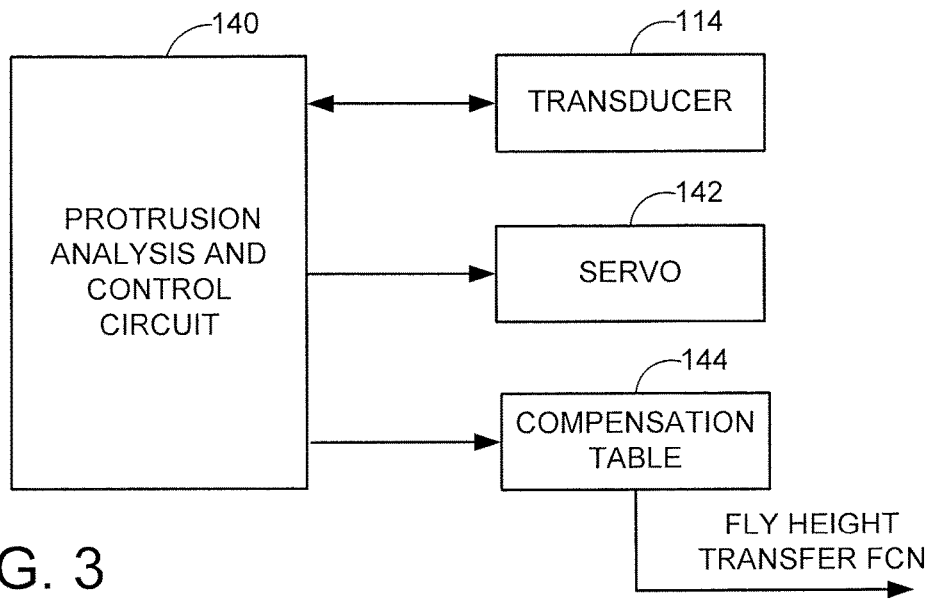 140
114
TRANSDUCER
PROTRUSION
ANALYSIS AND
CONTROL
CIRCUIT
142
SERVO
144
COMPENSATION
TABLE
FLY HEIGHT
TRANSFER FCN
G. 3